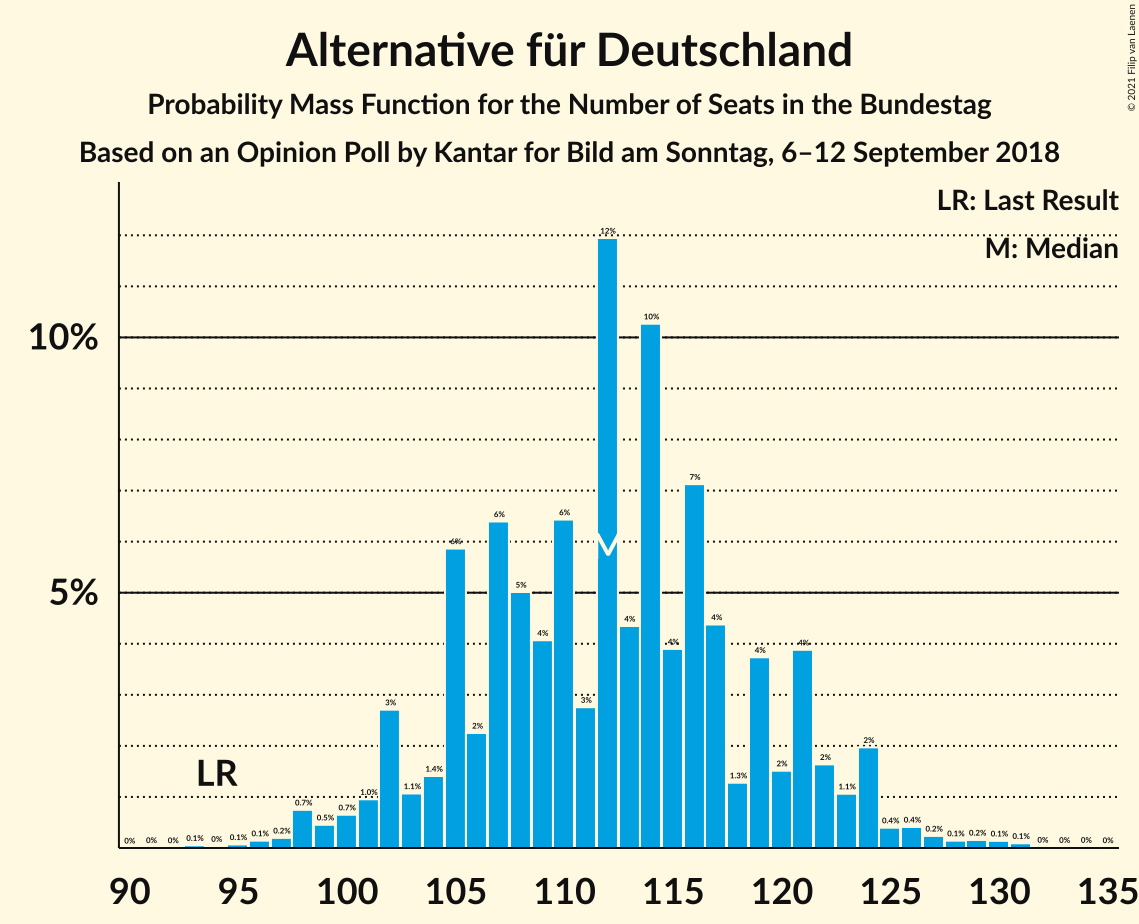 © 2021 Filip van Laenen
Alternative für Deutschland
Probability Mass Function for the Number of Seats in the Bundestag
Based on an Opinion Poll by Kantar for Bild am Sonntag, 6–12 September 2018
LR: Last Result
M: Median
10%
5%
LR
0% 0% 0% 0.1% 0% 0.1% 0.1% 0.2% 0.7% 0.5% 0.7% 1.0% 3% 1.1% 1.4% 6% 2% 6% 5% 4% 6% 3% 12% 4% 10% 4% 7% 4% 1.3% 4% 2% 4% 2% 1.1% 2% 0.4% 0.4% 0.2% 0.1% 0.2% 0.1% 0.1% 0% 0% 0% 0%
90 95 100 105 110 115 120 125 130 135